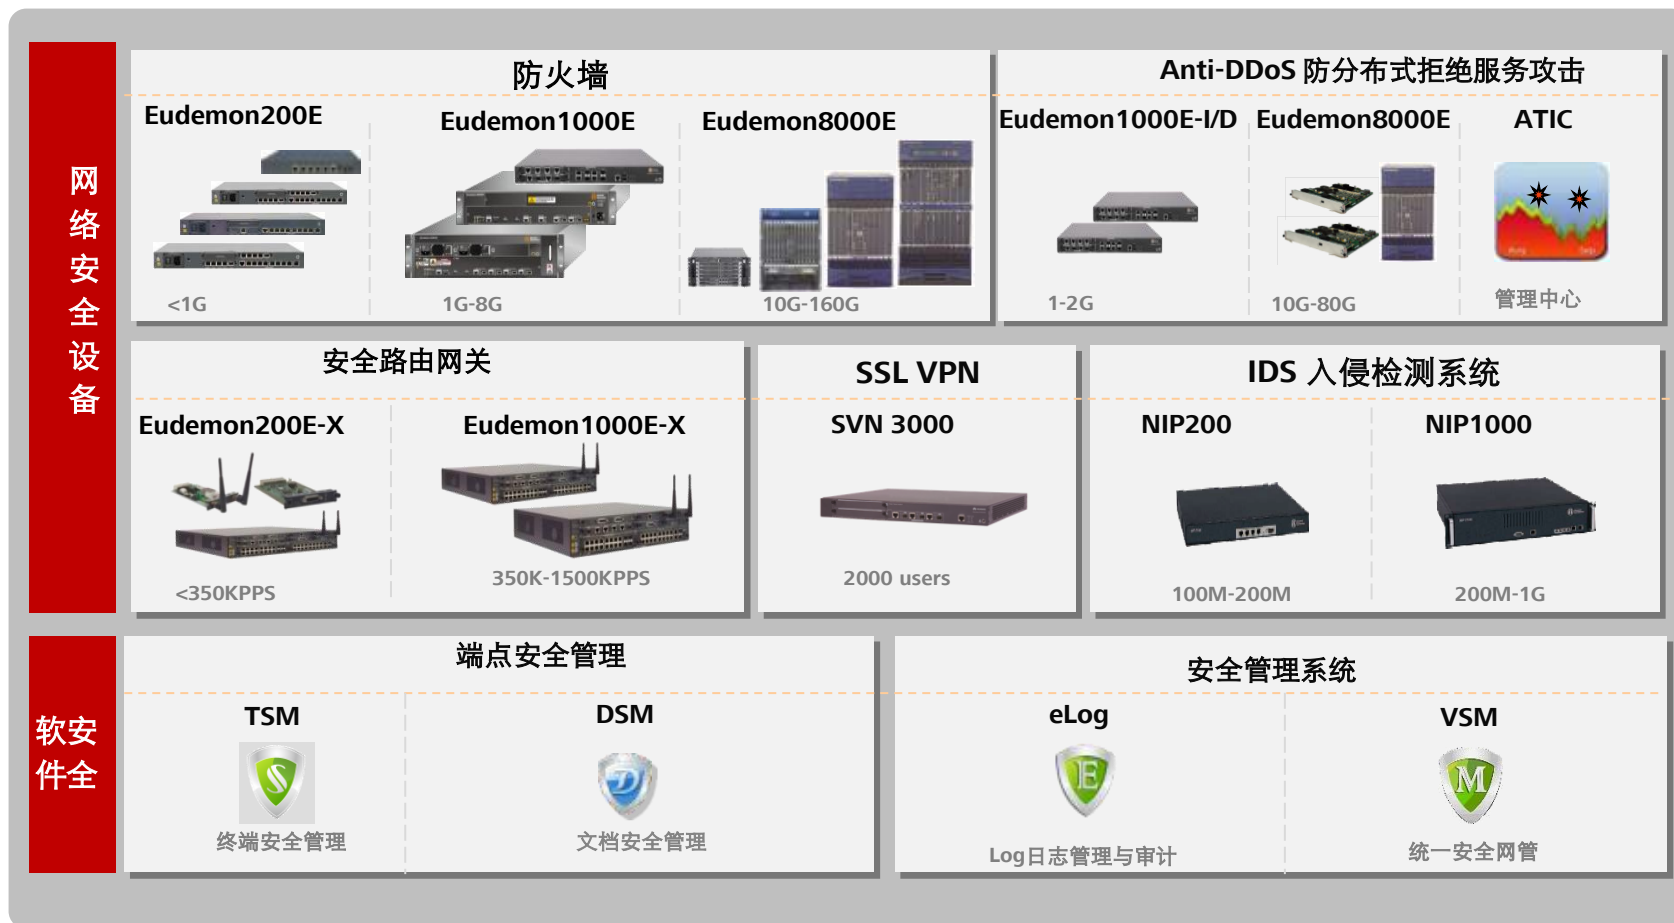 网络安全设备
防火墙
Eudemon200E
Eudemon1000E
Eudemon8000E
<1G
1G-8G
10G-160G
Anti-DDoS 防分布式拒绝服务攻击
Eudemon1000E-I/D
Eudemon8000E
ATIC
1-2G
10G-80G
管理中心
安全路由网关
Eudemon200E-X
Eudemon1000E-X
<350KPPS
350K-1500KPPS
SSL VPN
SVN 3000
2000 users
IDS 入侵检测系统
NIP200
NIP1000
100M-200M
200M-1G
软安
件全
端点安全管理
TSM
DSM
S
D
终端安全管理
文档安全管理
安全管理系统
eLog
VSM
E
M
Log日志管理与审计
统一安全网管